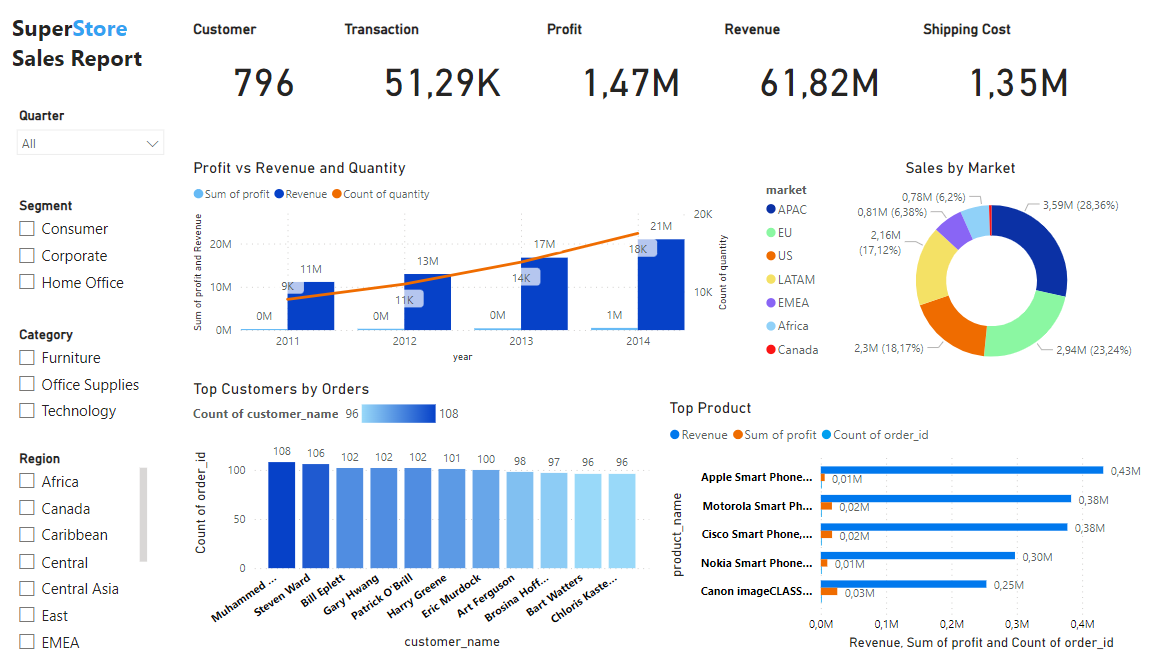 SuperStore
Sales Report
Customer
796
Transaction
51,29K
Profit
1,47M
Revenue
61,82M
Shipping Cost
1,35M
Quarter
All
Segment
Consumer
Corporate
Home Office
Category
Furniture
Office Supplies
Technology
Region
Africa
Canada
Caribbean
Central
Central Asia
East
EMEA
Profit vs Revenue and Quantity
Sum of profit Revenue Count of quantity
Sum of profit and Revenue
20M
10M
0M
20K
10K
Count of quantity
0M
11M
9K
0M
13M
11K
0M
17M
14K
1M
21M
18K
2011 2012 2013 2014
year
Sales by Market
market
APAC
EU
US
LATAM
EMEA
Africa
Canada
0,78M (6,2%)
0,81M (6,38%)
2,16M
(17,12%)
2,3M (18,17%)
3,59M (28,36%)
2,94M (23,24%)
Top Customers by Orders
Count of customer_name 96 108
Count of order_id
100
50
0
108 106 102 102 102 101 100 98 97 96 96
Muhammed ...
Steven Ward
Bill Eplett
Gary Hwang
Patrick O'Brill
Harry Greene
Eric Murdock
Art Ferguson
Brosina Hoff...
Bart Watters
Chloris Kaste...
customer_name
Top Product
Revenue Sum of profit Count of order_id
product_name
Apple Smart Phone...
0,43M
0,01M
Motorola Smart Ph...
0,38M
0,02M
Cisco Smart Phone,...
0,38M
0,02M
Nokia Smart Phone...
0,30M
0,01M
Canon imageCLASS...
0,25M
0,03M
0,0M 0,1M 0,2M 0,3M 0,4M
Revenue, Sum of profit and Count of order_id